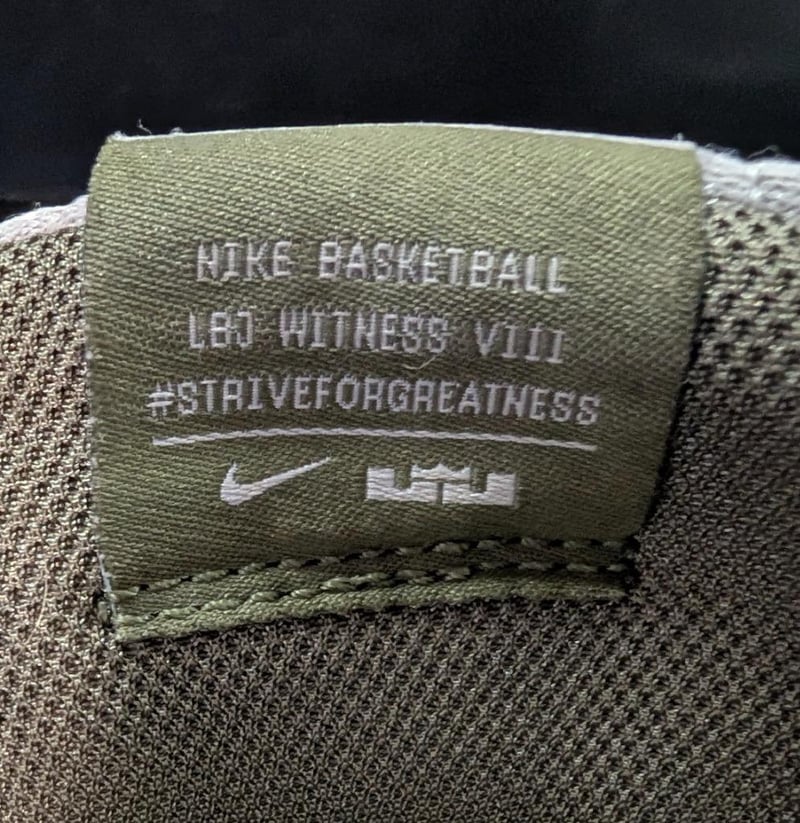 NIKE BASKETBALL
LBJ WITNESS VIII
#STRIVEFORGREATNESS